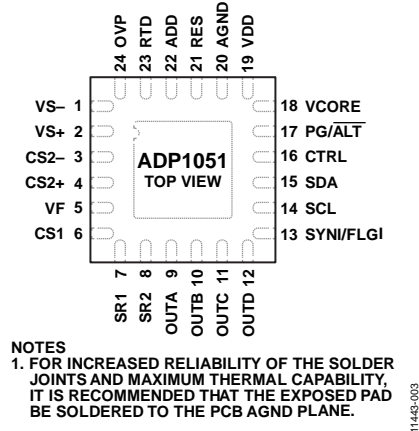 24 OVP
23 RTD
22 ADD
21 RES
20 AGND
19 VDD
VS– 1
VS+ 2
CS2– 3
CS2+ 4
VF 5
CS1 6
ADP1051
TOP VIEW
18 VCORE
17 PG/ALT
16 CTRL
15 SDA
14 SCL
13 SYNI/FLGI
SR1 7
SR2 8
OUTA 9
OUTB 10
OUTC 11
OUTD 12
NOTES
1. FOR INCREASED RELIABILITY OF THE SOLDER
JOINTS AND MAXIMUM THERMAL CAPABILITY,
IT IS RECOMMENDED THAT THE EXPOSED PAD
BE SOLDERED TO THE PCB AGND PLANE.
11443-003